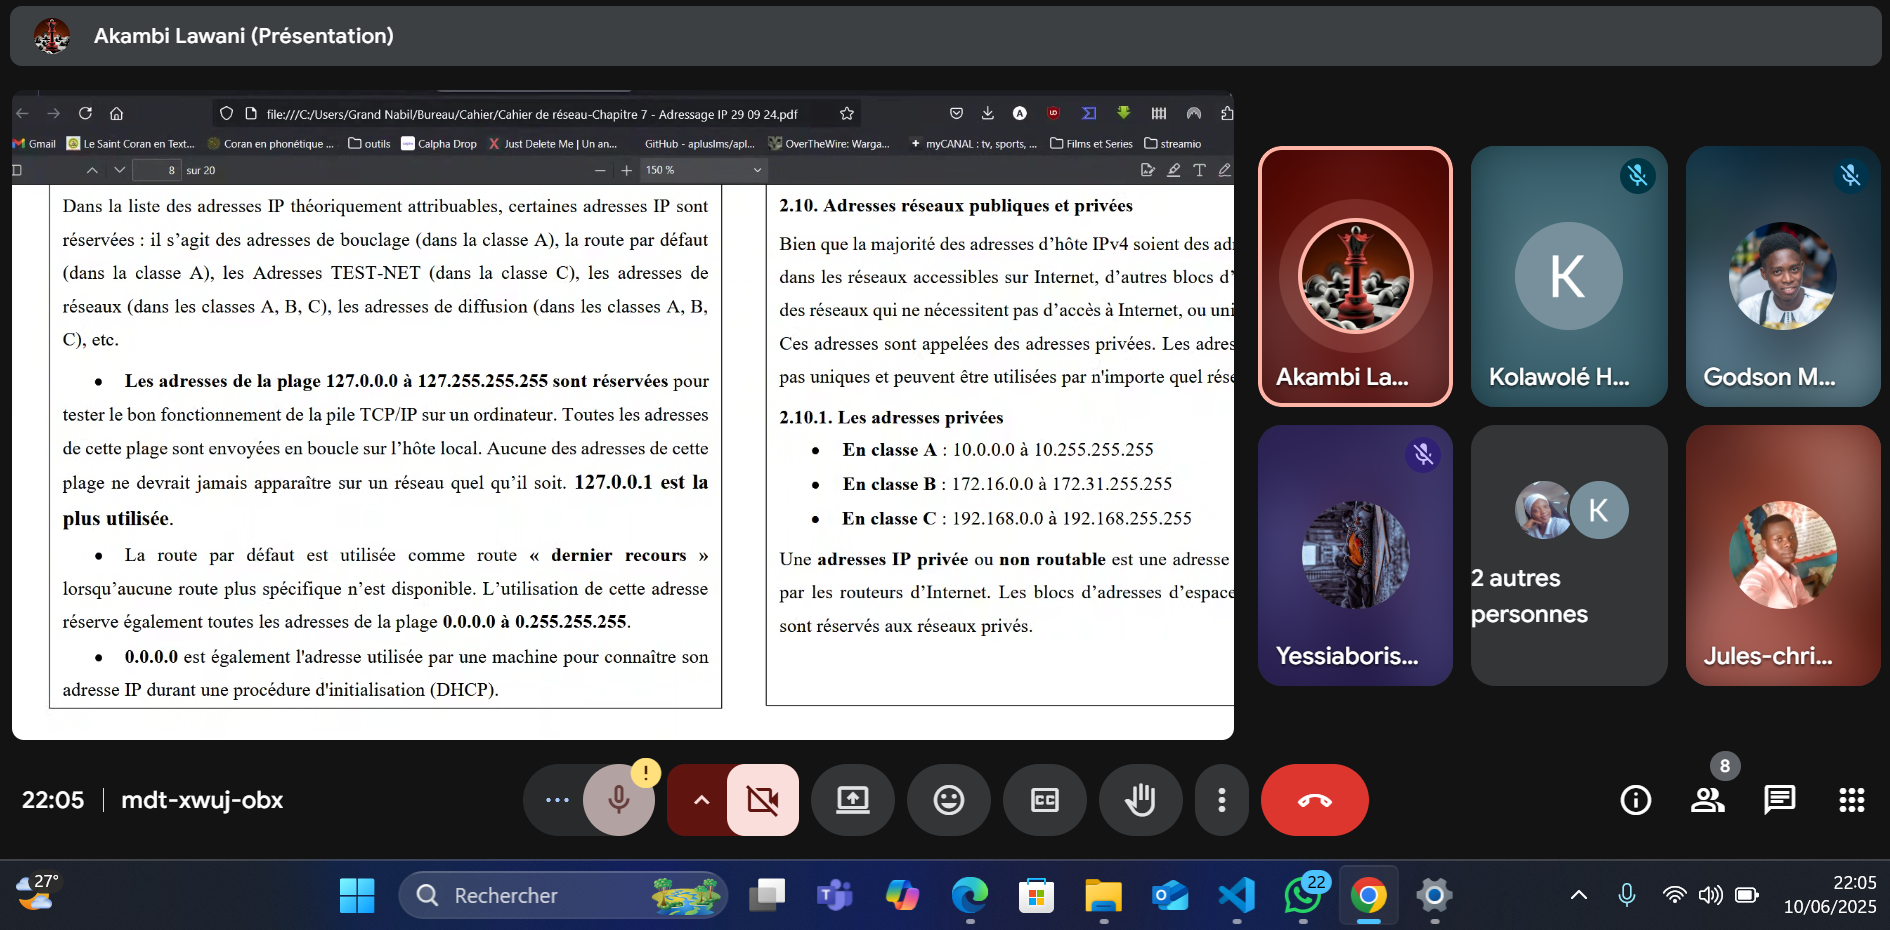 Akambi Lawani (Présentation)
file:///C:/Users/Grand Nabil/Bureau/Cahier/Cahier de réseau-Chapitre 7 - Adressage IP 29 09 24.pdf
Gmail
Le Saint Coran en Text...
Coran en phonétique ...
outils
Calpha Drop
Just Delete Me | Un an...
GitHub - apluslms/apl...
OverTheWire: Warga...
myCANAL : tv, sports, ...
Films et Series
streamio
8 sur 20
150 %
Dans la liste des adresses IP théoriquement attribuables, certaines adresses IP sont
réservées : il s’agit des adresses de bouclage (dans la classe A), la route par défaut
(dans la classe A), les Adresses TEST-NET (dans la classe C), les adresses de
réseaux (dans les classes A, B, C), les adresses de diffusion (dans les classes A, B,
C), etc.
• Les adresses de la plage 127.0.0.0 à 127.255.255.255 sont réservées pour
tester le bon fonctionnement de la pile TCP/IP sur un ordinateur. Toutes les adresses
de cette plage sont envoyées en boucle sur l’hôte local. Aucune des adresses de cette
plage ne devrait jamais apparaître sur un réseau quel qu’il soit. 127.0.0.1 est la
plus utilisée.
• La route par défaut est utilisée comme route « dernier recours »
lorsqu’aucune route plus spécifique n’est disponible. L’utilisation de cette adresse
réserve également toutes les adresses de la plage 0.0.0.0 à 0.255.255.255.
• 0.0.0.0 est également l'adresse utilisée par une machine pour connaître son
adresse IP durant une procédure d'initialisation (DHCP).
2.10. Adresses réseaux publiques et privées
Bien que la majorité des adresses d’hôte IPv4 soient des adr
dans les réseaux accessibles sur Internet, d’autres blocs d’
des réseaux qui ne nécessitent pas d’accès à Internet, ou uni
Ces adresses sont appelées des adresses privées. Les adres
pas uniques et peuvent être utilisées par n'importe quel rése
2.10.1. Les adresses privées
• En classe A : 10.0.0.0 à 10.255.255.255
• En classe B : 172.16.0.0 à 172.31.255.255
• En classe C : 192.168.0.0 à 192.168.255.255
Une adresses IP privée ou non routable est une adresse
par les routeurs d’Internet. Les blocs d’adresses d’espace
sont réservés aux réseaux privés.
Akambi La...
K
Kolawolé H...
Godson M...
Yessiaboris...
K
2 autres
personnes
Jules-chri...
22:05 | mdt-xwuj-obx
8
27°
Rechercher
22
22:05
10/06/2025